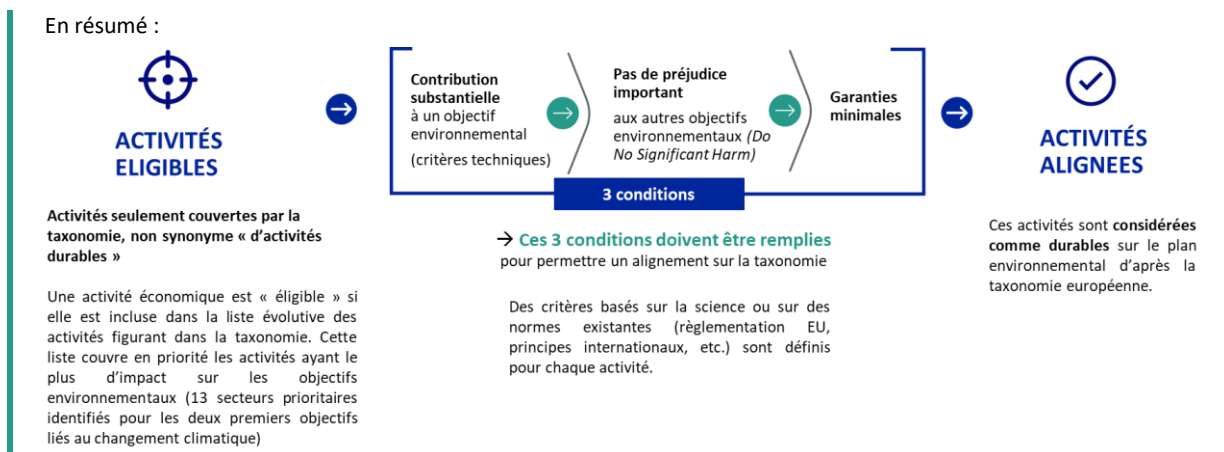 En résumé :
ACTIVITÉS
ELIGIBLES
Activités seulement couvertes par la
taxonomie, non synonyme « d'activités
durables »
Une activité économique est « éligible » si
elle est incluse dans la liste évolutive des
activités figurant dans la taxonomie. Cette
liste couvre en priorité les activités ayant le
plus d'impact sur les objectifs
environnementaux (13 secteurs prioritaires
identifiés pour les deux premiers objectifs
liés au changement climatique)
Contribution
substantielle
à un objectif
environnemental
(critères techniques)
Pas de préjudice
important
aux autres objectifs
environnementaux (Do
No Significant Harm)
Garanties
minimales
3 conditions
→ Ces 3 conditions doivent être remplies
pour permettre un alignement sur la taxonomie
Des critères basés sur la science ou sur des
normes existantes (règlementation EU,
principes internationaux, etc.) sont définis
pour chaque activité.
ACTIVITÉS
ALIGNEES
Ces activités sont considérées
comme durables sur le plan
environnemental d'après la
taxonomie européenne.